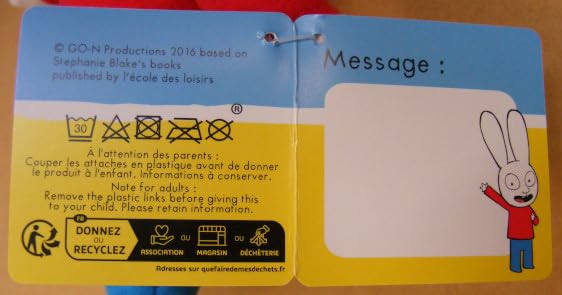 © GÖ-N Productions 2016 based on
Stephanie Blake's books
published by l'école des loisirs
®
30
À l'attention des parents :
Couper les attaches en plastique avant de donner
le produit à l'enfant. Informations à conserver.
Note for adults :
Remove the plastic links before giving this
to your child. Please retain information.
FR
DONNEZ
OU
RECYCLEZ
ASSOCIATION
OU
MAGASIN
OU
DÉCHÈTERIE
Adresses sur quefairedemesdechets.fr
Message :